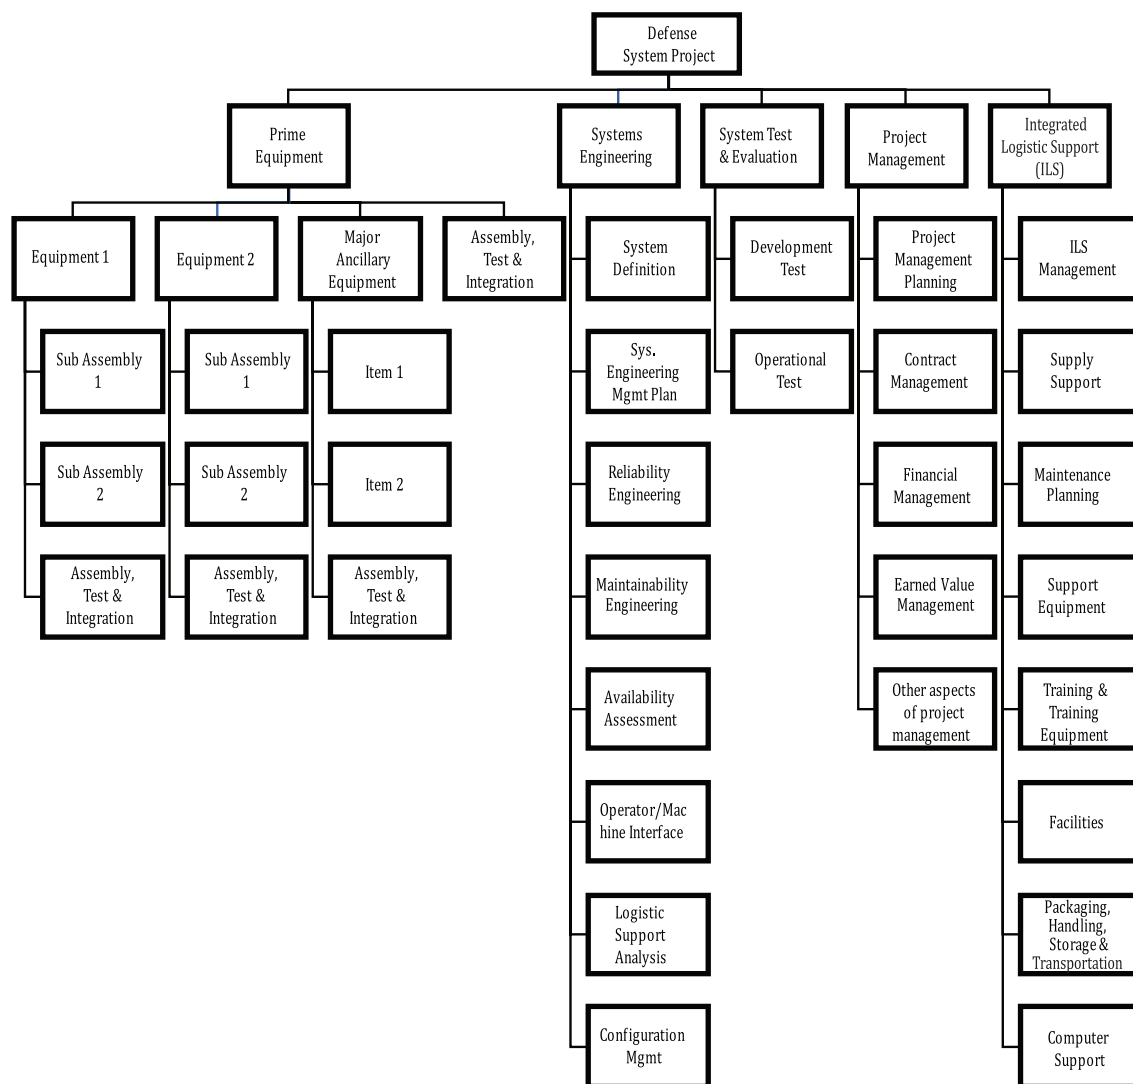 Defense
System Project
Prime
Equipment
Systems
Engineering
System Test
& Evaluation
Project
Management
Integrated
Logistic Support
(ILS)
Equipment 1
Equipment 2
Major
Ancillary
Equipment
Assembly,
Test &
Integration
System
Definition
Development
Test
Project
Management
Planning
ILS
Management
Sub Assembly
1
Sub Assembly
1
Item 1
Sys.
Engineering
Mgmt Plan
Operational
Test
Contract
Management
Supply
Support
Sub Assembly
2
Sub Assembly
2
Item 2
Reliability
Engineering
Financial
Management
Maintenance
Planning
Assembly,
Test &
Integration
Assembly,
Test &
Integration
Assembly,
Test &
Integration
Maintainability
Engineering
Earned Value
Management
Support
Equipment
Availability
Assessment
Other aspects
of project
management
Training &
Training
Equipment
Operator/Mac
hine Interface
Facilities
Logistic
Support
Analysis
Packaging,
Handling,
Storage &
Transportation
Configuration
Mgmt
Computer
Support